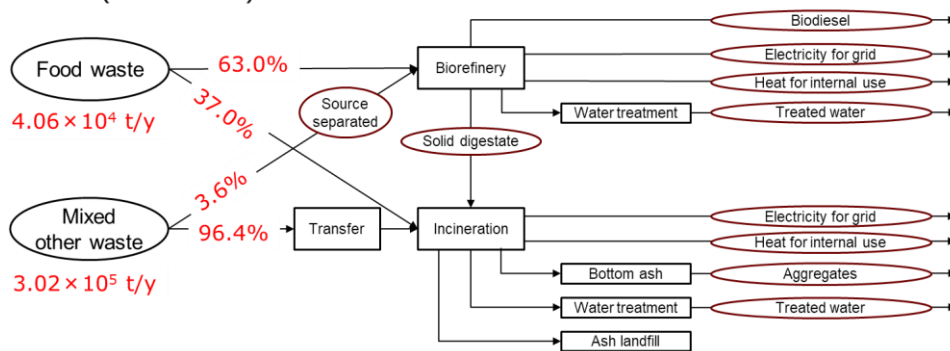 Biodiesel
Food waste
63.0%
Biorefinery
Electricity for grid
Heat for internal use
4.06×10⁴ t/y
37.0%
Source
separated
Water treatment
Treated water
Solid digestate
3.6%
Mixed
other waste
96.4%
Transfer
Incineration
Electricity for grid
Heat for internal use
3.02×10⁵ t/y
Bottom ash
Aggregates
Water treatment
Treated water
Ash landfill